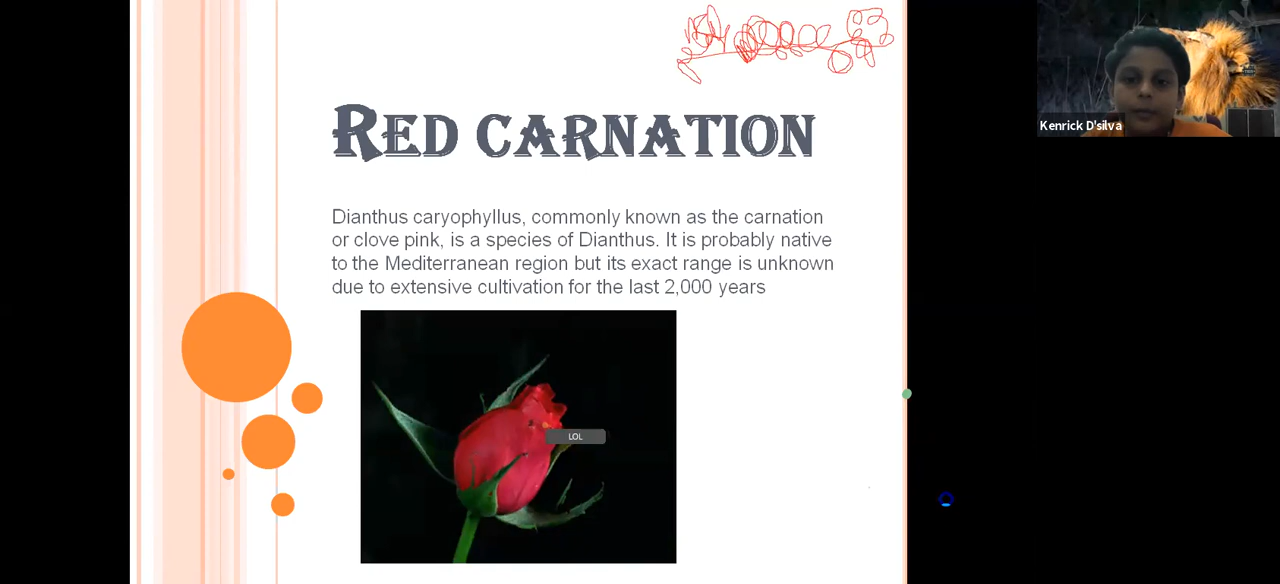 RED CARNATION
Dianthus caryophyllus, commonly known as the carnation
or clove pink, is a species of Dianthus. It is probably native
to the Mediterranean region but its exact range is unknown
due to extensive cultivation for the last 2,000 years
LOL
Kenrick D'silva